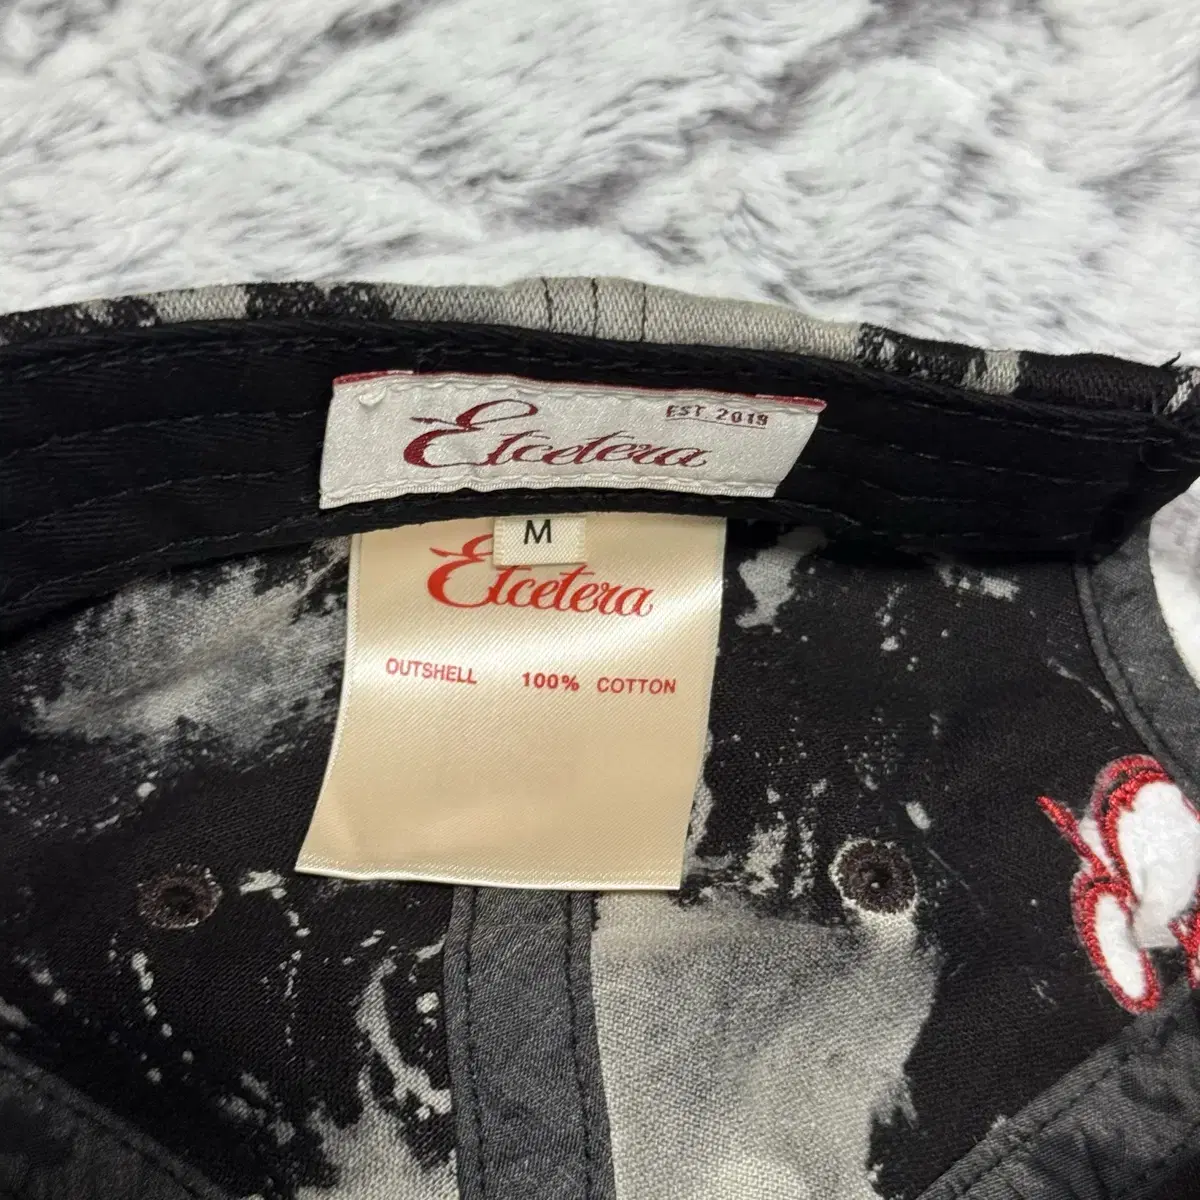 EST 2019
Etcetera
M
Etcetera
OUTSHELL 100% COTTON